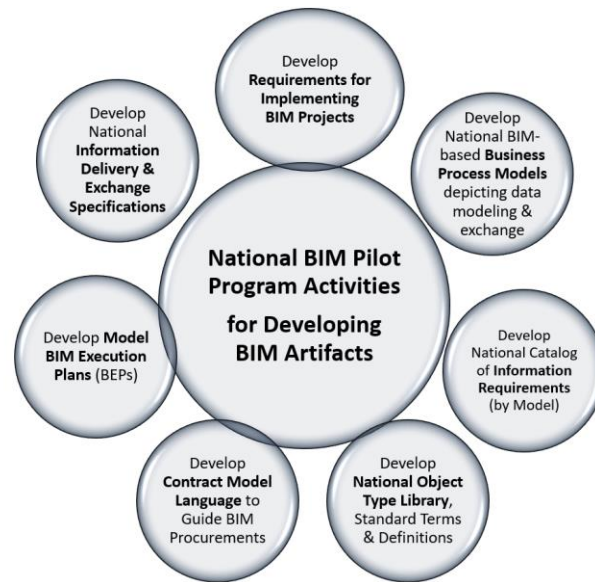 Develop
Requirements for
Implementing
BIM Projects
Develop
National BIM-
based Business
Process Models
depicting data
modeling &
exchange
Develop
National Catalog
of Information
Requirements
(by Model)
Develop
National Object
Type Library,
Standard Terms
& Definitions
Develop
Contract Model
Language to
Guide BIM
Procurements
Develop Model
BIM Execution
Plans (BEPs)
Develop
National
Information
Delivery &
Exchange
Specifications
National BIM Pilot
Program Activities
for Developing
BIM Artifacts